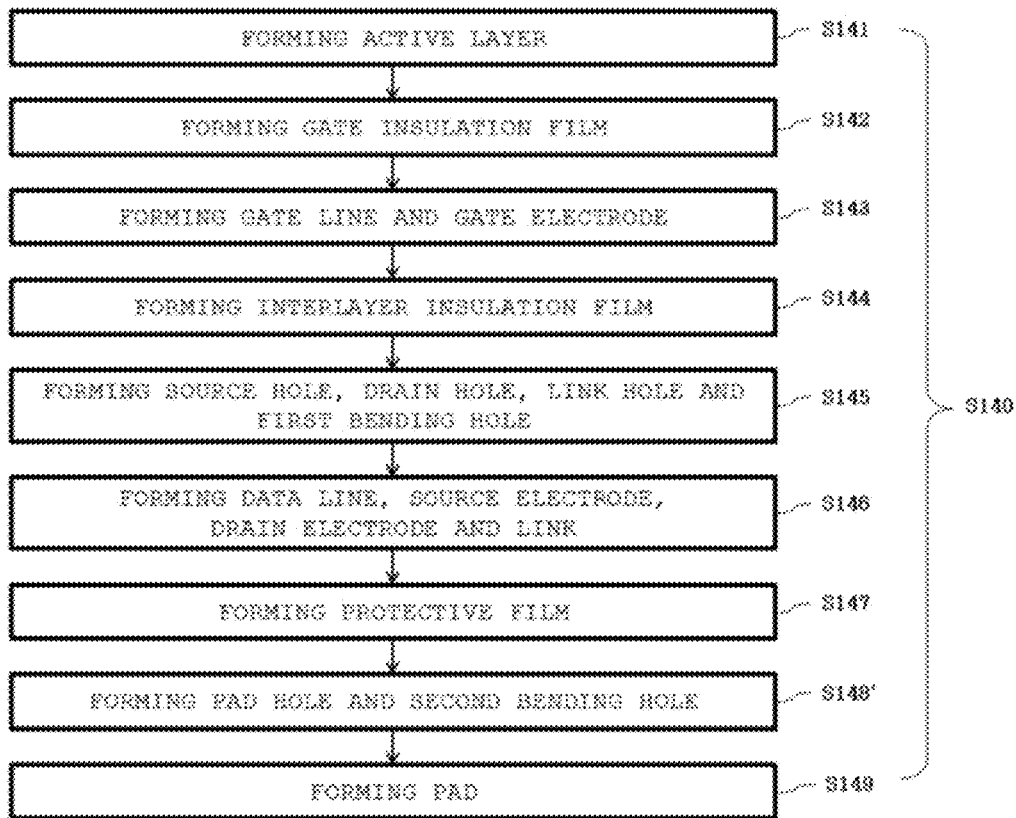 FORMING ACTIVE LAYER
S141
FORMING GATE INSULATION FILM
S142
FORMING GATE LINE AND GATE ELECTRODE
S143
FORMING INTERLAYER INSULATION FILM
S144
FORMING SOURCE HOLE, DRAIN HOLE, LINK HOLE AND
FIRST BENDING HOLE
S145
S140
FORMING DATA LINE, SOURCE ELECTRODE,
DRAIN ELECTRODE AND LINK
S146
FORMING PROTECTIVE FILM
S147
FORMING PAD HOLE AND SECOND BENDING HOLE
S148'
FORMING PAD
S149